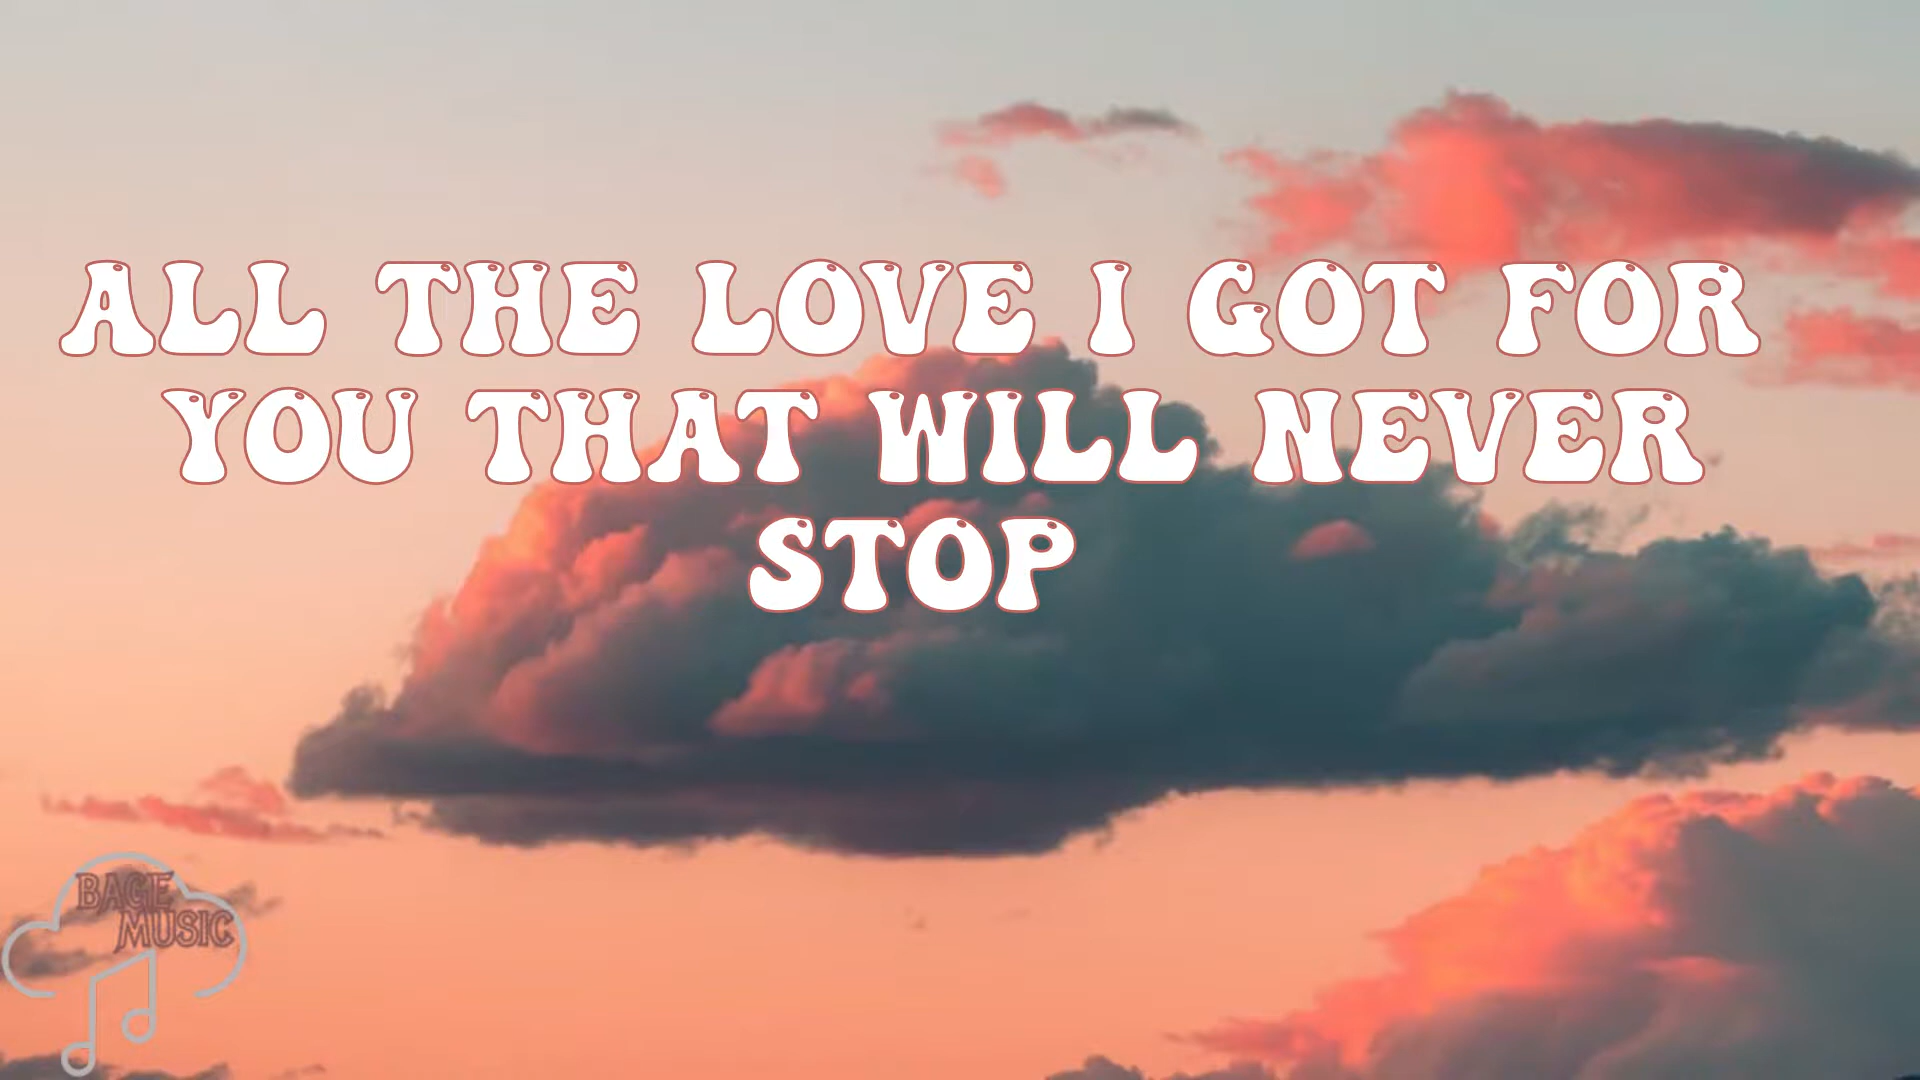 ALL THE LOVE I GOT FOR
YOU THAT WILL NEVER
STOP
BAGE
MUSIC